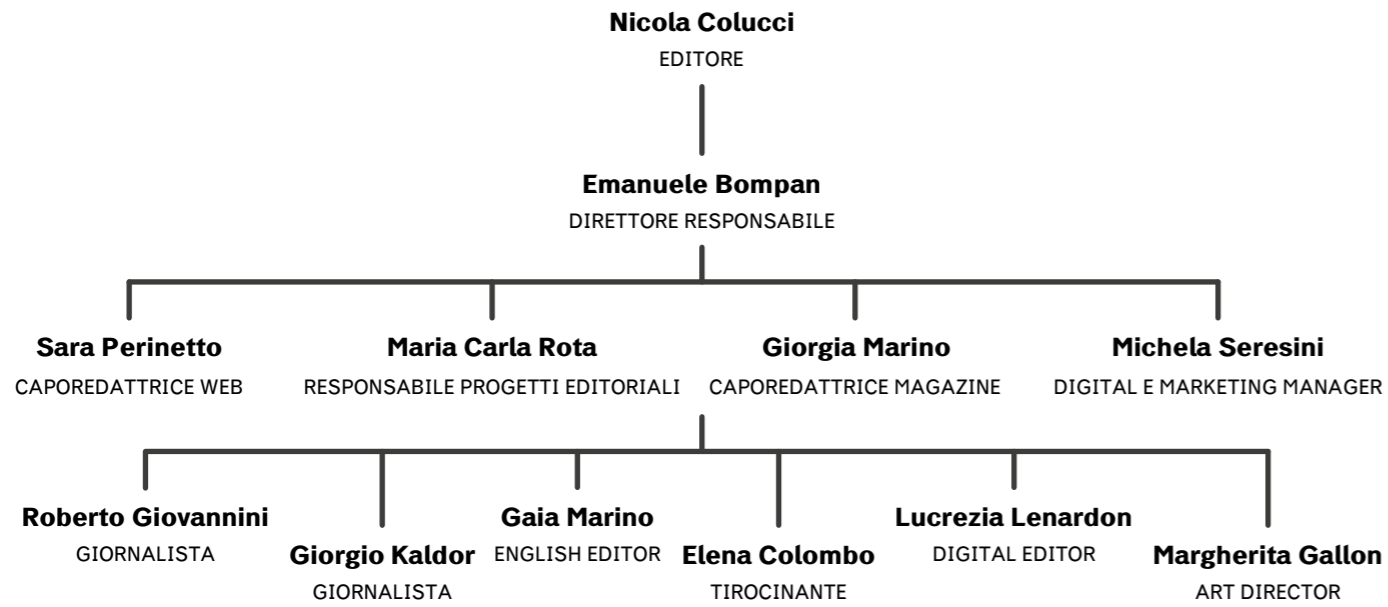 Nicola Colucci
EDITORE
Emanuele Bompan
DIRETTORE RESPONSABILE
Sara Perinetto
CAPOREDATTRICE WEB
Maria Carla Rota
RESPONSABILE PROGETTI EDITORIALI
Giorgia Marino
CAPOREDATTRICE MAGAZINE
Michela Seresini
DIGITAL E MARKETING MANAGER
Roberto Giovannini
GIORNALISTA
Giorgio Kaldor
GIORNALISTA
Gaia Marino
ENGLISH EDITOR
Elena Colombo
TIROCINANTE
Lucrezia Lenardon
DIGITAL EDITOR
Margherita Gallon
ART DIRECTOR